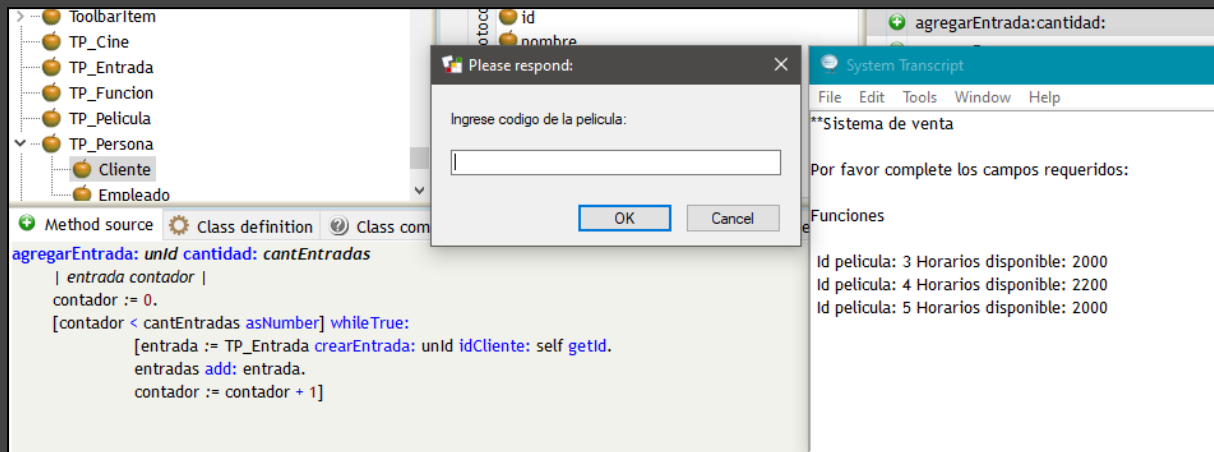 ToolbarItem
TP_Cine
TP_Entrada
TP_Funcion
TP_Pelicula
TP_Persona
Cliente
Empleado
id
nombre
agregarEntrada:cantidad:
Please respond:
Ingrese codigo de la pelicula:
OK
Cancel
System Transcript
File Edit Tools Window Help
**Sistema de venta
Por favor complete los campos requeridos:
Funciones
Id pelicula: 3 Horarios disponible: 2000
Id pelicula: 4 Horarios disponible: 2200
Id pelicula: 5 Horarios disponible: 2000
Method source Class definition Class com
agregarEntrada: unId cantidad: cantEntradas
| entrada contador |
contador := 0.
[contador < cantEntradas asNumber] whileTrue:
[entrada := TP_Entrada crearEntrada: unId idCliente: self getId.
entradas add: entrada.
contador := contador + 1]